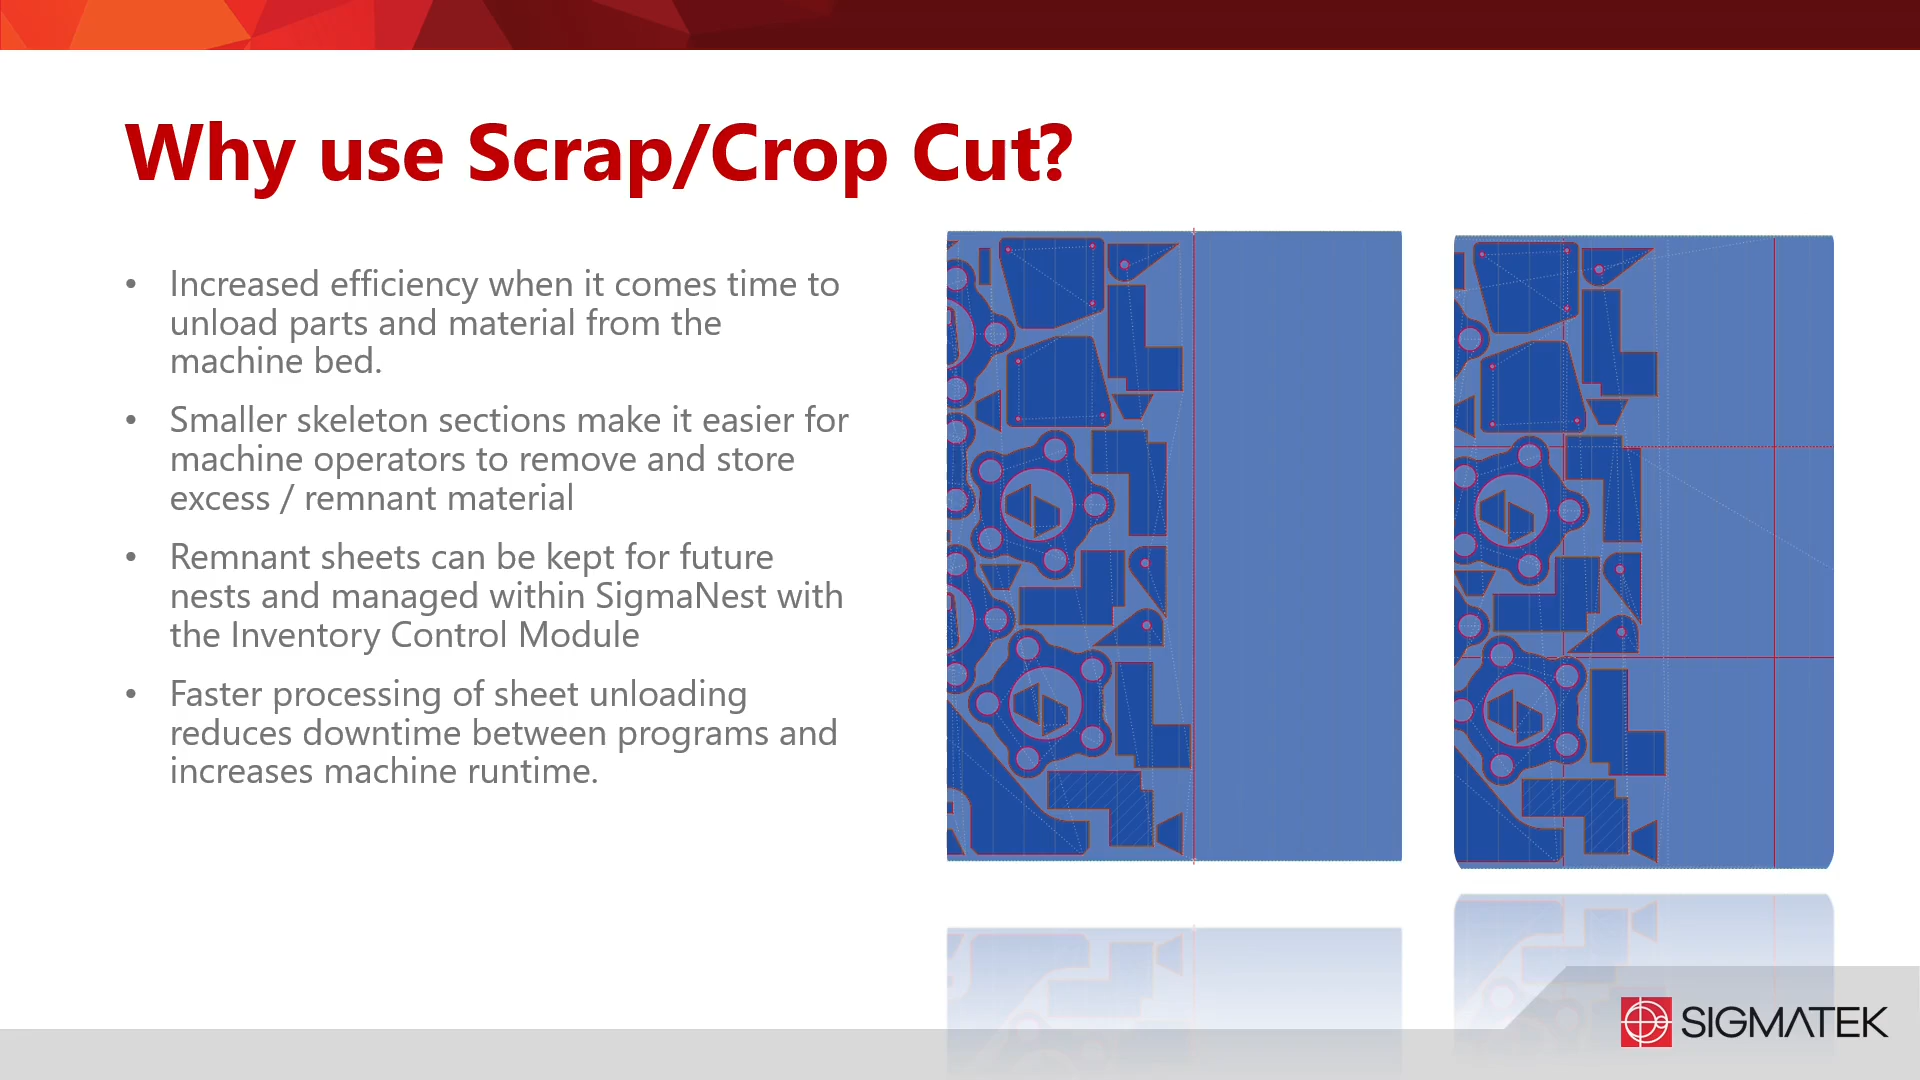 Why use Scrap/Crop Cut?
• Increased efficiency when it comes time to
unload parts and material from the
machine bed.
• Smaller skeleton sections make it easier for
machine operators to remove and store
excess / remnant material
• Remnant sheets can be kept for future
nests and managed within SigmaNest with
the Inventory Control Module
• Faster processing of sheet unloading
reduces downtime between programs and
increases machine runtime.
SIGMATEK